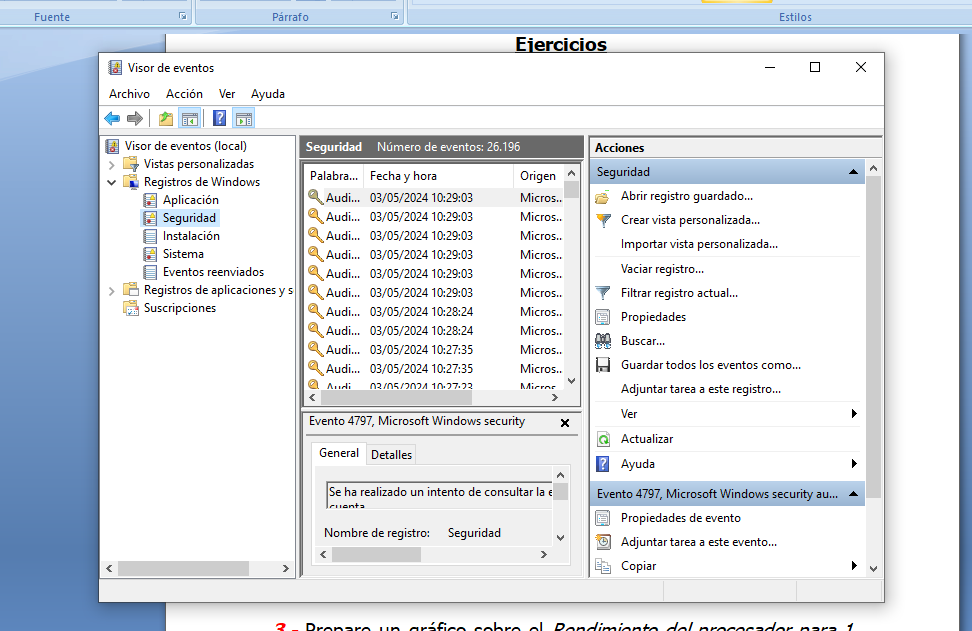 Fuente
Párrafo
Estilos
Ejercicios
Visor de eventos
Archivo Acción Ver Ayuda
Visor de eventos (local)
Vistas personalizadas
Registros de Windows
Aplicación
Seguridad
Instalación
Sistema
Eventos reenviados
Registros de aplicaciones y s
Suscripciones
Seguridad Número de eventos: 26.196
Palabra... Fecha y hora Origen
Audi... 03/05/2024 10:29:03 Micros..
Audi... 03/05/2024 10:29:03 Micros..
Audi... 03/05/2024 10:29:03 Micros..
Audi... 03/05/2024 10:29:03 Micros..
Audi... 03/05/2024 10:29:03 Micros..
Audi... 03/05/2024 10:29:03 Micros..
Audi... 03/05/2024 10:28:24 Micros..
Audi... 03/05/2024 10:28:24 Micros..
Audi... 03/05/2024 10:27:35 Micros..
Audi... 03/05/2024 10:27:35 Micros..
Audi... 03/05/2024 10:27:23 Micros..
Evento 4797, Microsoft Windows security
General Detalles
Se ha realizado un intento de consultar la e
cuenta
Nombre de registro: Seguridad
Acciones
Seguridad
Abrir registro guardado...
Crear vista personalizada...
Importar vista personalizada...
Vaciar registro...
Filtrar registro actual...
Propiedades
Buscar...
Guardar todos los eventos como...
Adjuntar tarea a este registro...
Ver
Actualizar
Ayuda
Evento 4797, Microsoft Windows security au...
Propiedades de evento
Adjuntar tarea a este evento...
Copiar
3.- Prepare un gráfico sobre el Rendimiento del procesador para 1